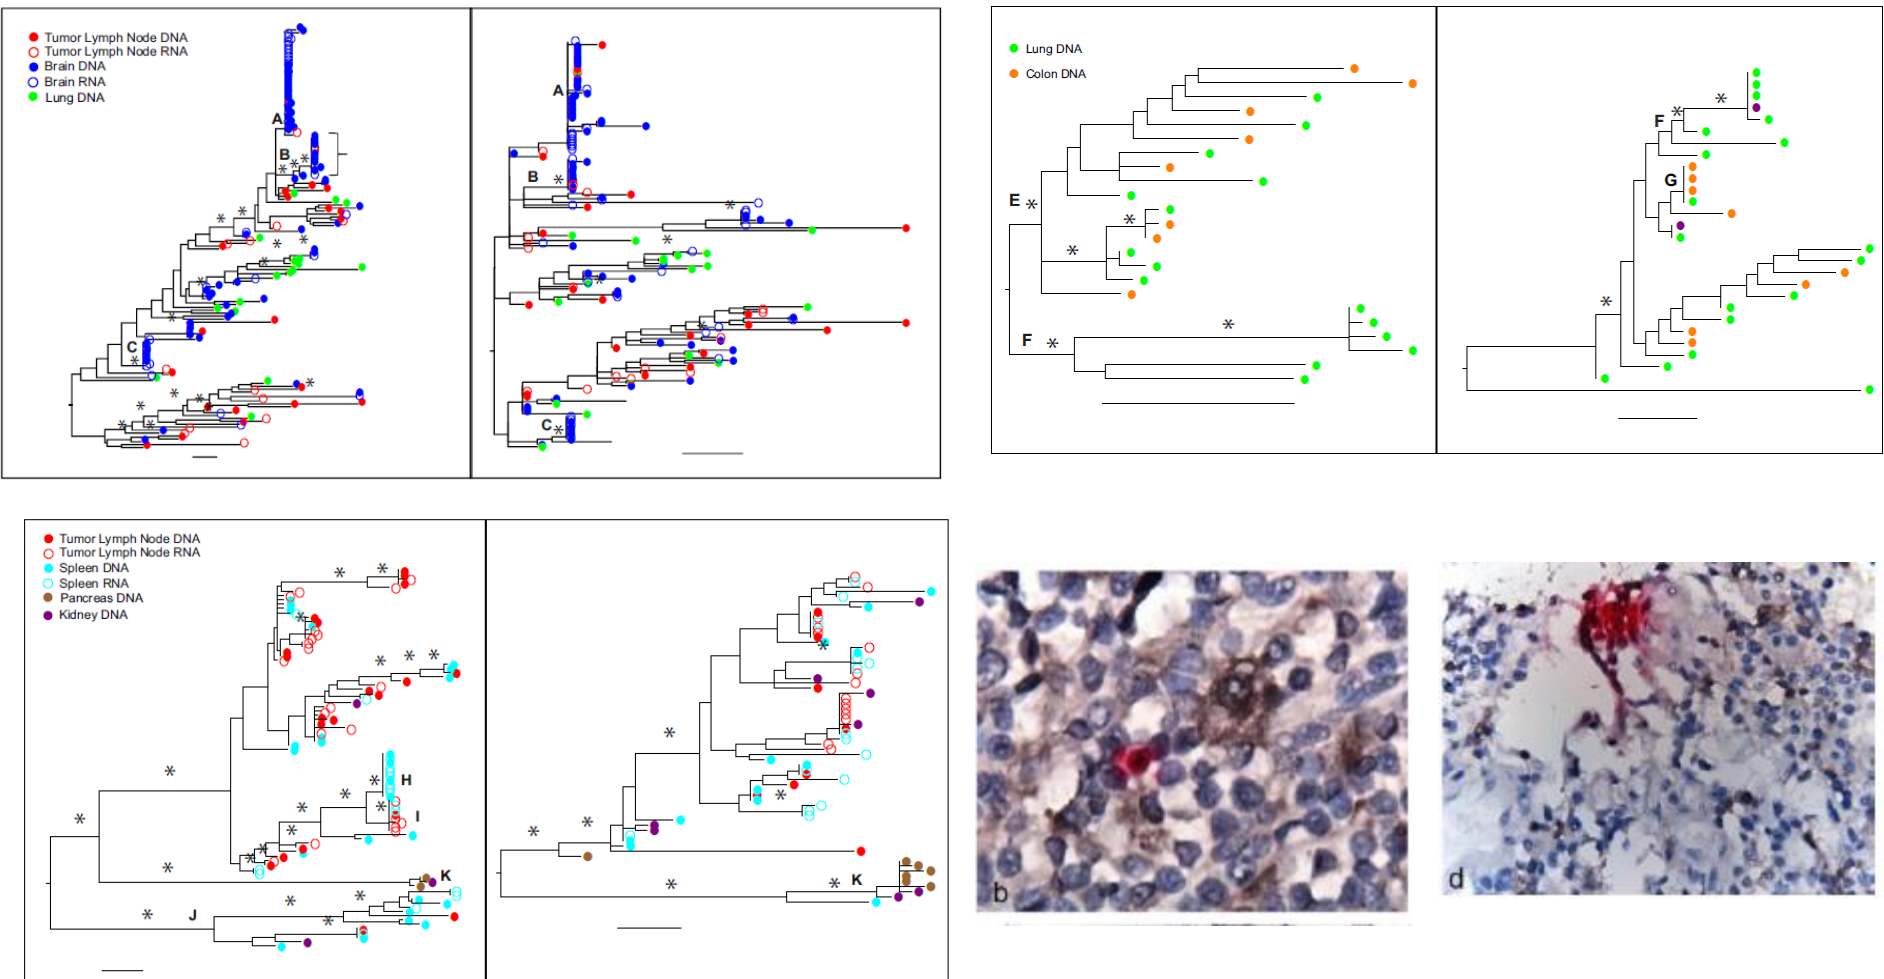 Tumor Lymph Node DNA
Tumor Lymph Node RNA
Brain DNA
Brain RNA
Lung DNA
A
B
*
*
*
*
*
*
*
*
*
*
C
*
*
*
*
*
*
*
A
B
*
*
*
*
*
C
*
Lung DNA
Colon DNA
E
*
*
*
F
*
*
F
*
*
G
*
Tumor Lymph Node DNA
Tumor Lymph Node RNA
Spleen DNA
Spleen RNA
Pancreas DNA
Kidney DNA
*
*
*
*
*
*
*
*
*
H
*
*
*
I
*
*
*
*
K
*
*
*
J
*
*
*
*
*
*
*
*
K
b
d